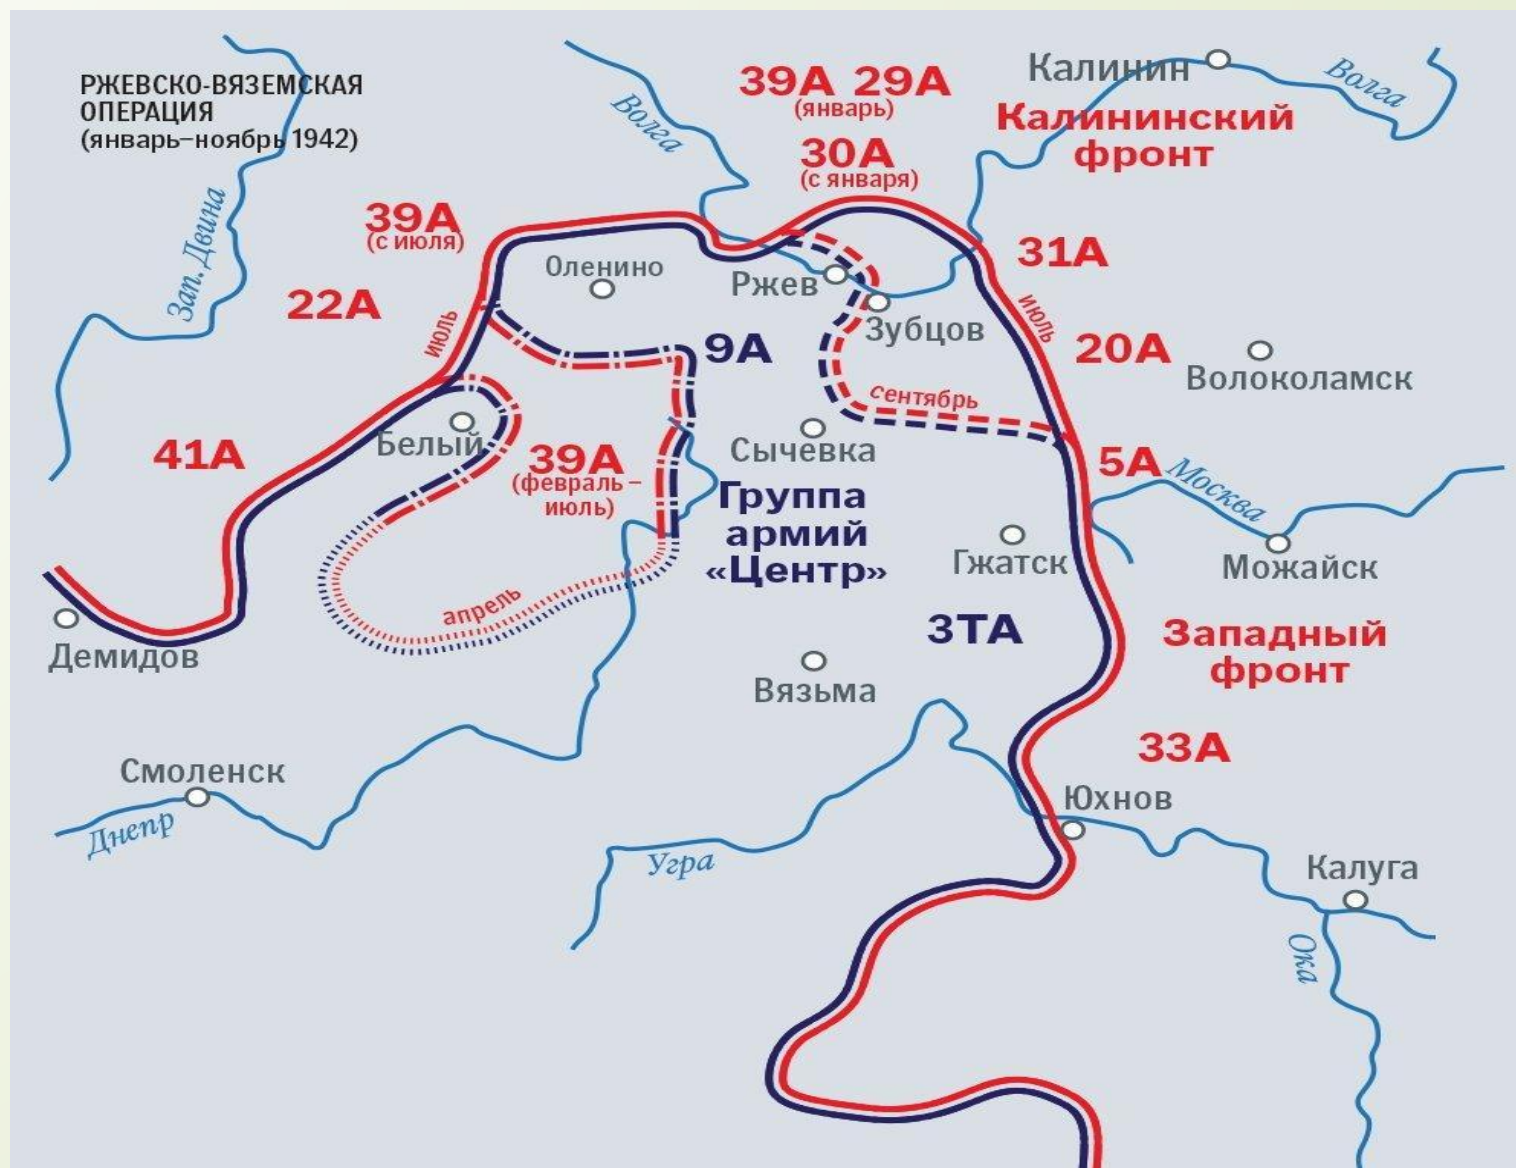 РЖЕВСКО-ВЯЗЕМСКАЯ
ОПЕРАЦИЯ
(январь–ноябрь 1942)
39А 29А
(январь)
30А
(с января)
Калинин
Волга
Калининский
фронт
Волга
Зап. Двина
39А
(с июля)
22А
июль
Оленино
Ржев
Зубцов
31А
июль
20А
Волоколамск
9А
сентябрь
41А
Белый
39А
(февраль –
июль)
Сычевка
Группа
армий
«Центр»
5А
Москва
Гжатск
Можайск
апрель
Демидов
3ТА
Западный
фронт
Вязьма
33А
Смоленск
Днепр
Юхнов
Угра
Калуга
Ока